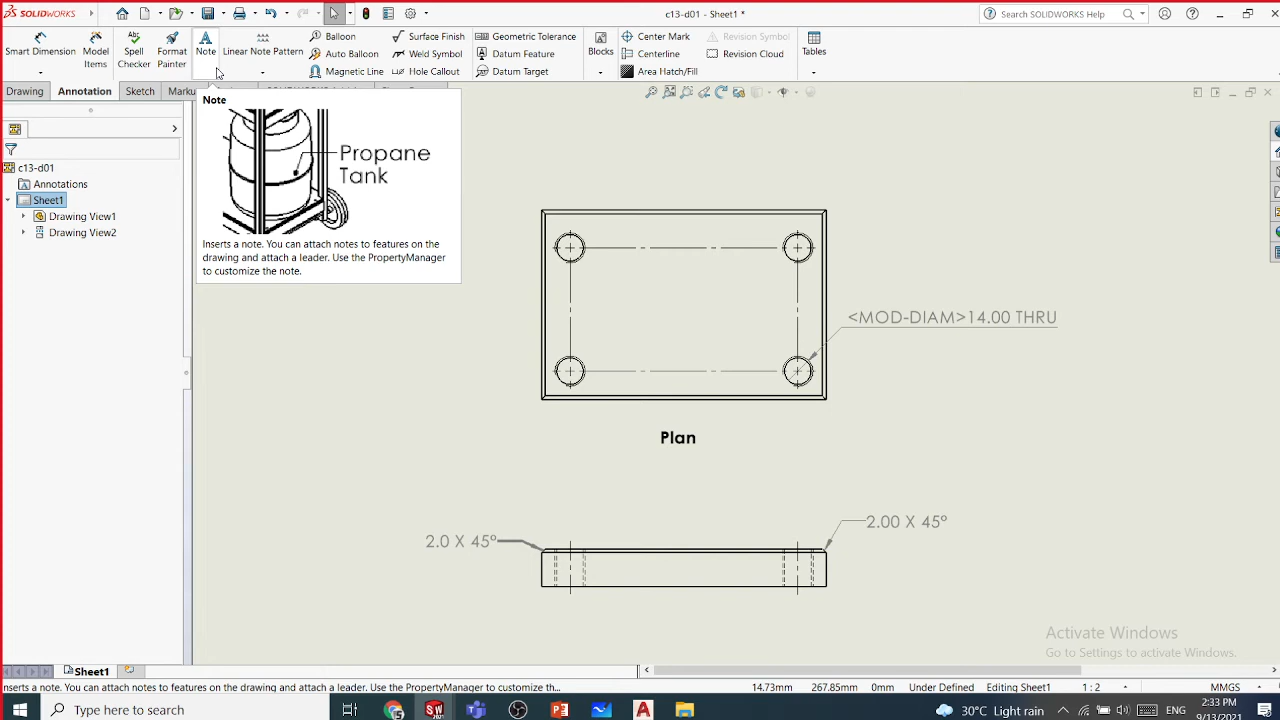 SOLIDWORKS
c13-d01 - Sheet1 *
Search SOLIDWORKS Help
Smart Dimension
Model Items
Spell Checker
Format Painter
Note
Linear Note Pattern
Balloon
Auto Balloon
Magnetic Line
Surface Finish
Weld Symbol
Hole Callout
Geometric Tolerance
Datum Feature
Datum Target
Blocks
Center Mark
Centerline
Area Hatch/Fill
Revision Symbol
Revision Cloud
Tables
Drawing
Annotation
Sketch
Marku
Note
Propane
Tank
Inserts a note. You can attach notes to features on the
drawing and attach a leader. Use the PropertyManager
to customize the note.
c13-d01
Annotations
Sheet1
Drawing View1
Drawing View2
<MOD-DIAM>14.00 THRU
Plan
2.0 X 45°
2.00 X 45°
Activate Windows
Go to Settings to activate Windows.
Sheet1
nserts a note. You can attach notes to features on the drawing and attach a leader. Use the PropertyManager to customize th...
14.73mm
267.85mm
0mm
Under Defined
Editing Sheet1
1 : 2
MMGS
Type here to search
30°C Light rain
ENG
2:33 PM